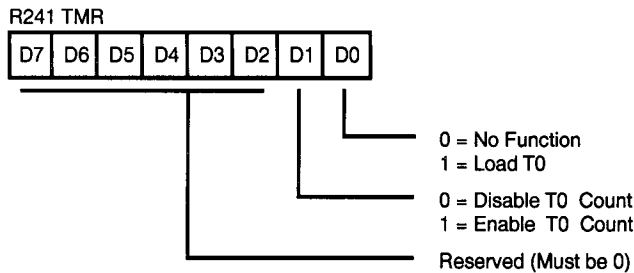 R241 TMR
D7 D6 D5 D4 D3 D2 D1 D0
0 = No Function
1 = Load T0
0 = Disable T0 Count
1 = Enable T0 Count
Reserved (Must be 0)